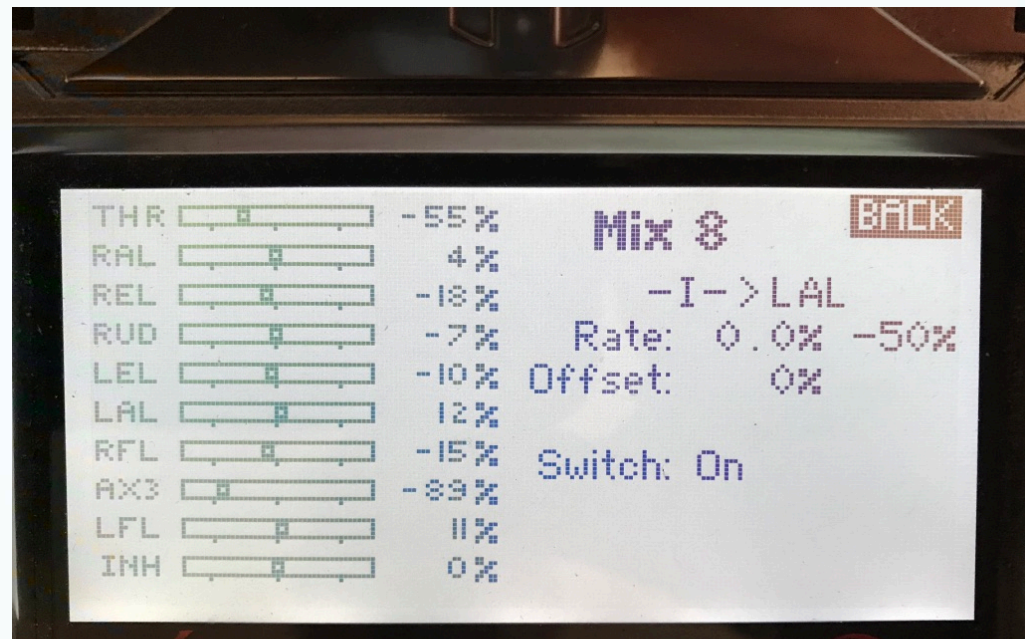 THR -55%
RAL 4%
REL -18%
RUD -7%
LEL -10%
LAL 12%
RFL -15%
AX3 -89%
LFL 11%
INH 0%
Mix 8 BACK
-I->LAL
Rate: 0.0% -50%
Offset: 0%
Switch: On